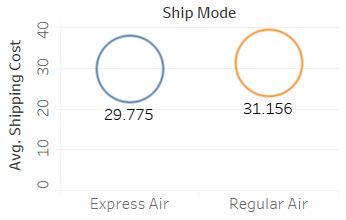 Ship Mode
Avg. Shipping Cost
40
30
20
10
0
29.775
31.156
Express Air
Regular Air